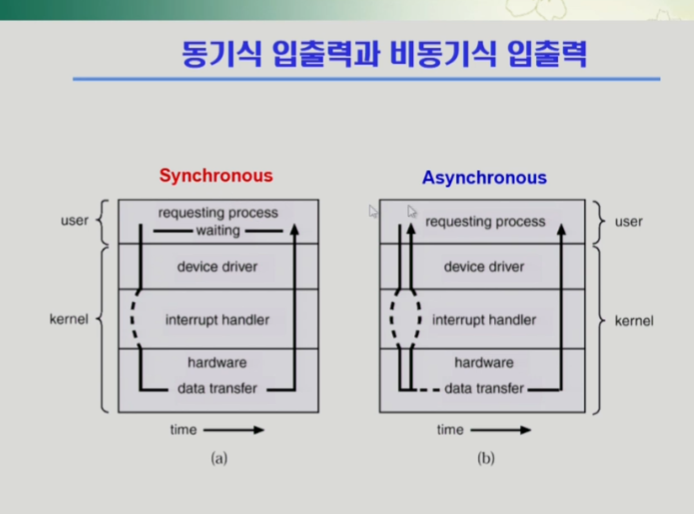 동기식 입출력과 비동기식 입출력
Synchronous
user
requesting process
waiting
device driver
kernel
interrupt handler
hardware
data transfer
time
(a)
Asynchronous
requesting process
user
device driver
interrupt handler
kernel
hardware
data transfer
time
(b)